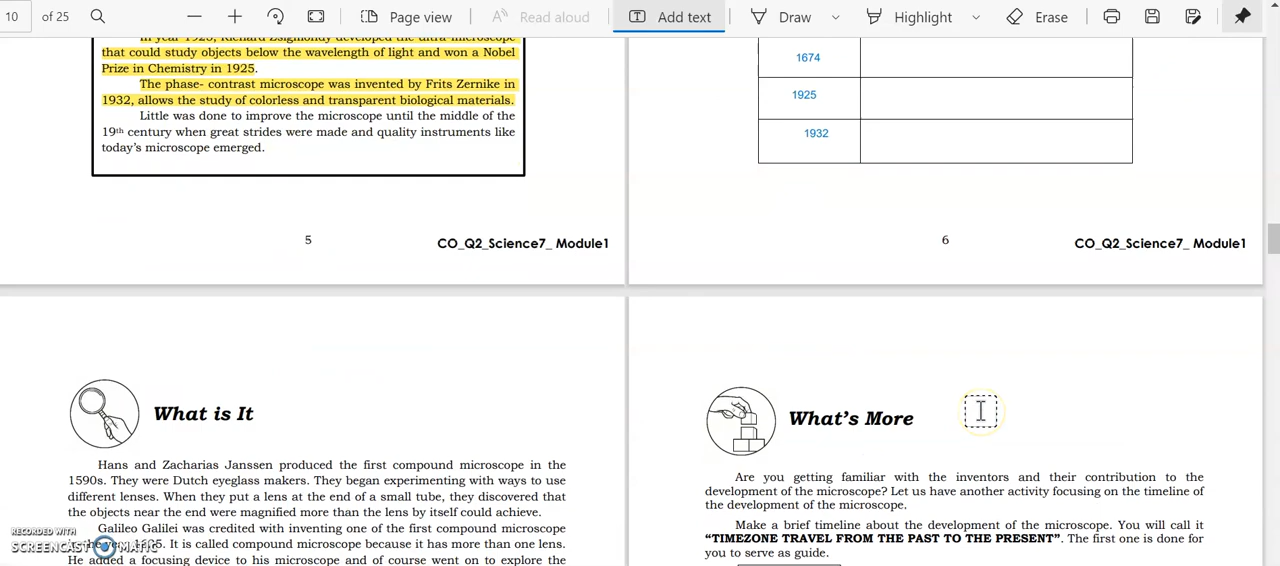 10 of 25
Page view
Read aloud
Add text
Draw
Highlight
Erase
In year 1925, Richard Zsigmondy developed the ultra-microscope
that could study objects below the wavelength of light and won a Nobel
Prize in Chemistry in 1925.
The phase- contrast microscope was invented by Frits Zernike in
1932, allows the study of colorless and transparent biological materials.
Little was done to improve the microscope until the middle of the
19th century when great strides were made and quality instruments like
today's microscope emerged.
5
CO_Q2_Science7_ Module1
1674
1925
1932
6
CO_Q2_Science7_ Module1
What is It
Hans and Zacharias Janssen produced the first compound microscope in the
1590s. They were Dutch eyeglass makers. They began experimenting with ways to use
different lenses. When they put a lens at the end of a small tube, they discovered that
the objects near the end were magnified more than the lens by itself could achieve.
Galileo Galilei was credited with inventing one of the first compound microscope
It is called compound microscope because it has more than one lens.
He added a focusing device to his microscope and of course went on to explore the
What's More
Are you getting familiar with the inventors and their contribution to the
development of the microscope? Let us have another activity focusing on the timeline
of the development of the microscope.
Make a brief timeline about the development of the microscope. You will call it
"TIMEZONE TRAVEL FROM THE PAST TO THE PRESENT". The first one is done for
you to serve as guide.
RECORDED WITH
SCREENCAST MATIC